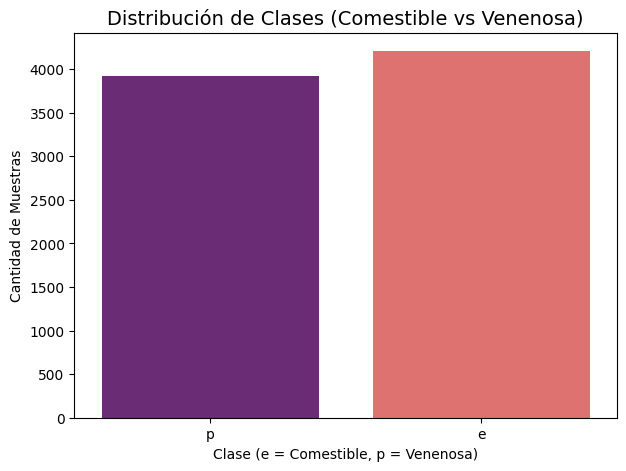 Distribución de Clases (Comestible vs Venenosa)
Cantidad de Muestras
4000
3500
3000
2500
2000
1500
1000
500
0
p
e
Clase (e = Comestible, p = Venenosa)